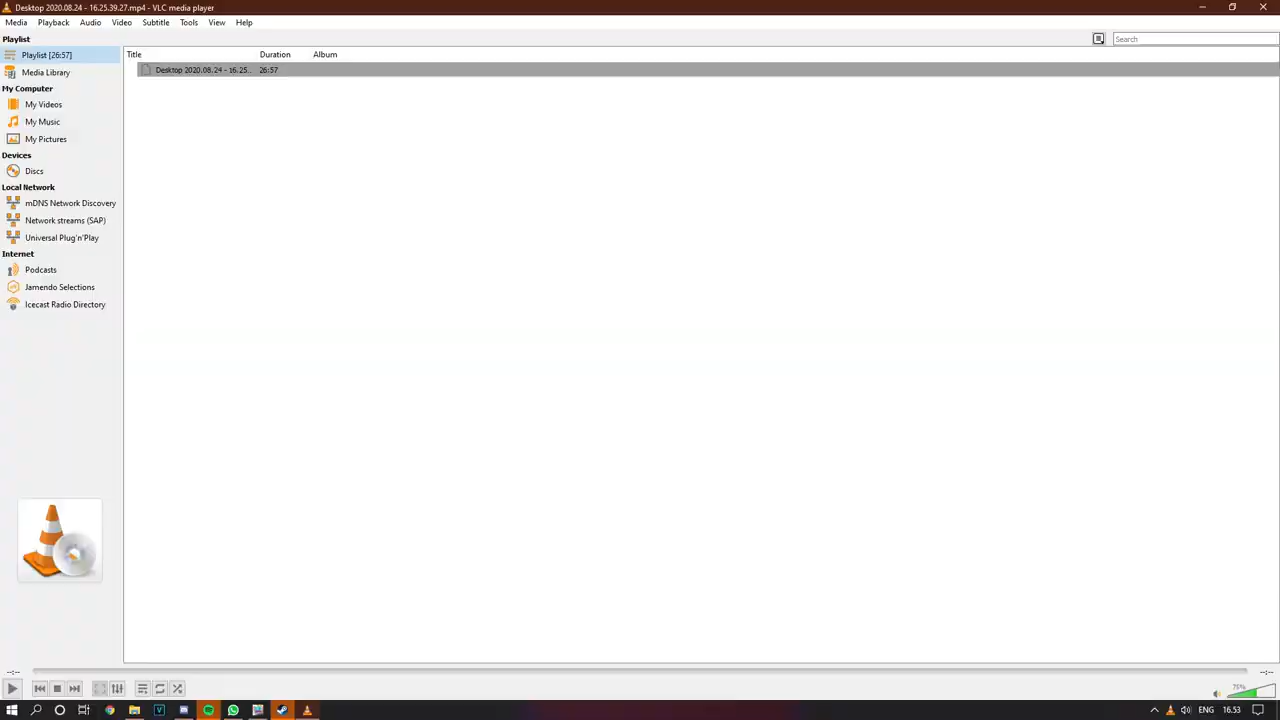 Desktop 2020.08.24 - 16.25.39.27.mp4 - VLC media player
Media Playback Audio Video Subtitle Tools View Help
Playlist
Search
Playlist [26:57]
Title Duration Album
Desktop 2020.08.24 - 16.25... 26:57
Media Library
My Computer
My Videos
My Music
My Pictures
Devices
Discs
Local Network
mDNS Network Discovery
Network streams (SAP)
Universal Plug'n'Play
Internet
Podcasts
Jamendo Selections
Icecast Radio Directory
--:-- --:--
75%
ENG 16.53